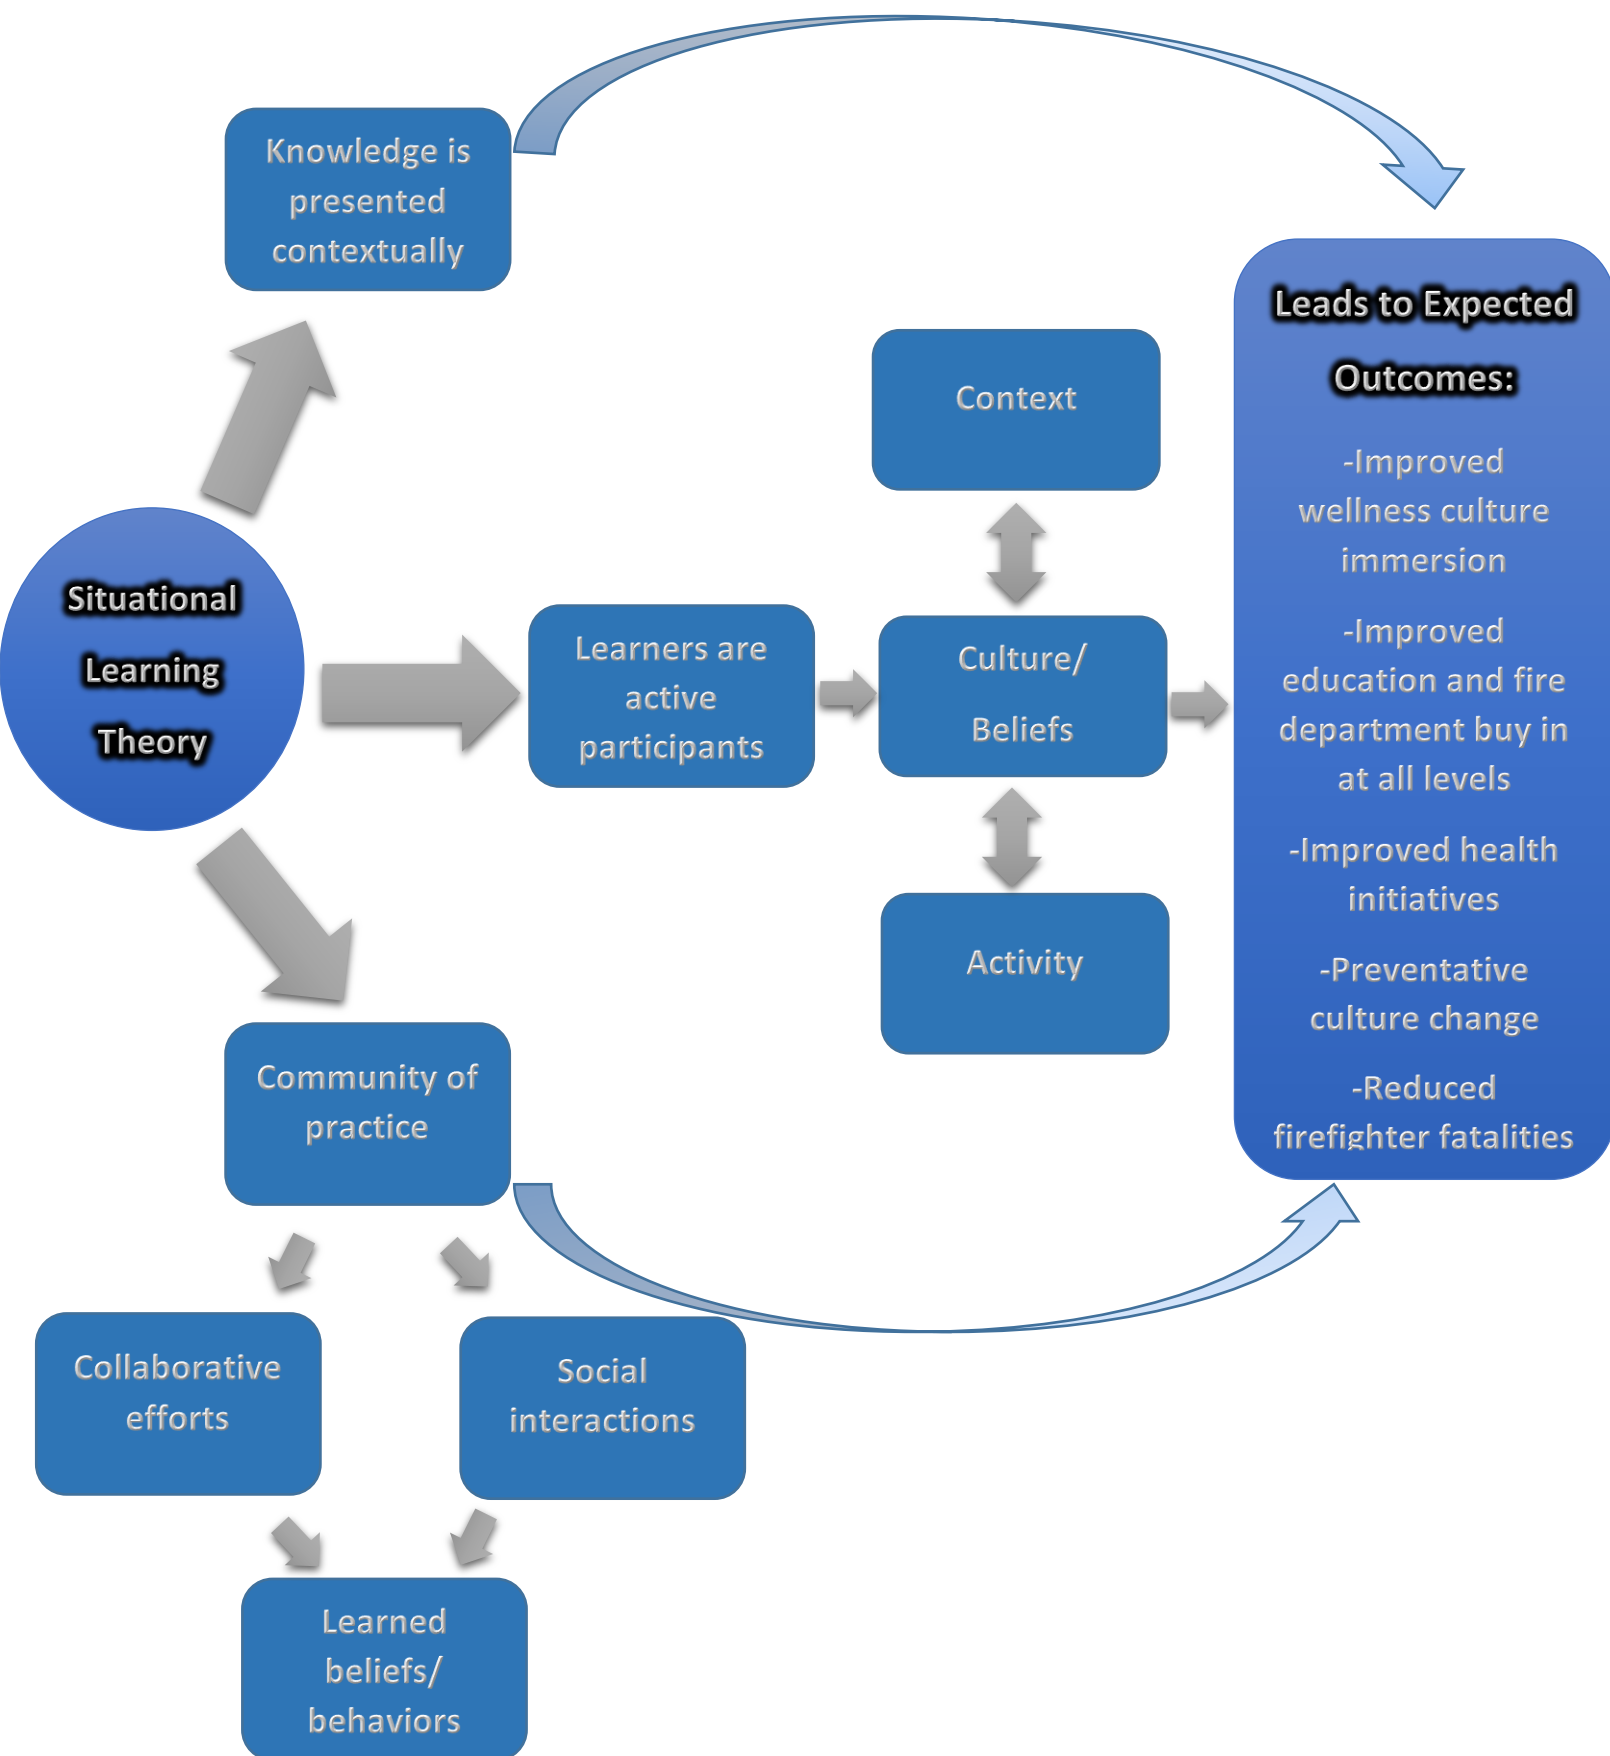 Knowledge is
presented
contextually
Situational
Learning
Theory
Learners are
active
participants
Context
Culture/
Beliefs
Activity
Leads to Expected
Outcomes:
-Improved
wellness culture
immersion
-Improved
education and fire
department buy in
at all levels
-Improved health
initiatives
-Preventative
culture change
-Reduced
firefighter fatalities
Community of
practice
Collaborative
efforts
Social
interactions
Learned
beliefs/
behaviors